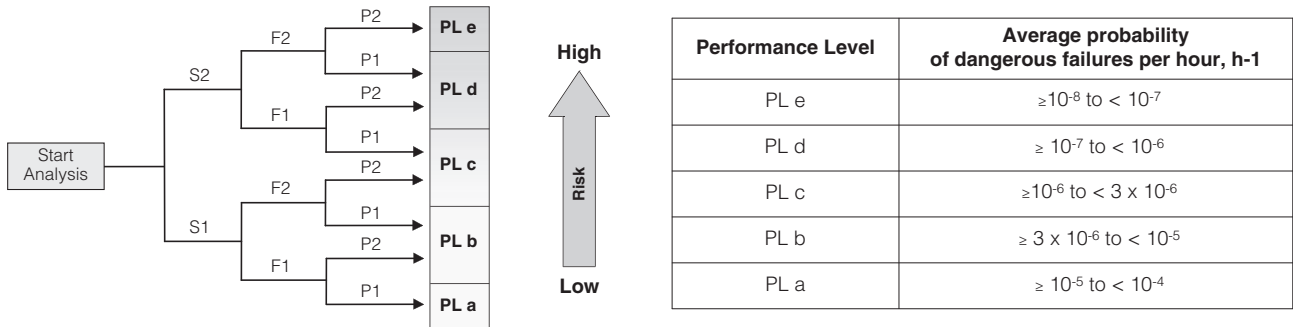 Start
Analysis
S2
S1
F2
F1
F2
F1
P2
P1
P2
P1
P2
P1
P2
P1
PL e
PL d
PL c
PL b
PL a
High
Risk
Low
Performance Level
Average probability
of dangerous failures per hour, h-1
PL e
≥10⁻⁸ to < 10⁻⁷
PL d
≥ 10⁻⁷ to < 10⁻⁶
PL c
≥10⁻⁶ to < 3 x 10⁻⁶
PL b
≥ 3 x 10⁻⁶ to < 10⁻⁵
PL a
≥ 10⁻⁵ to < 10⁻⁴